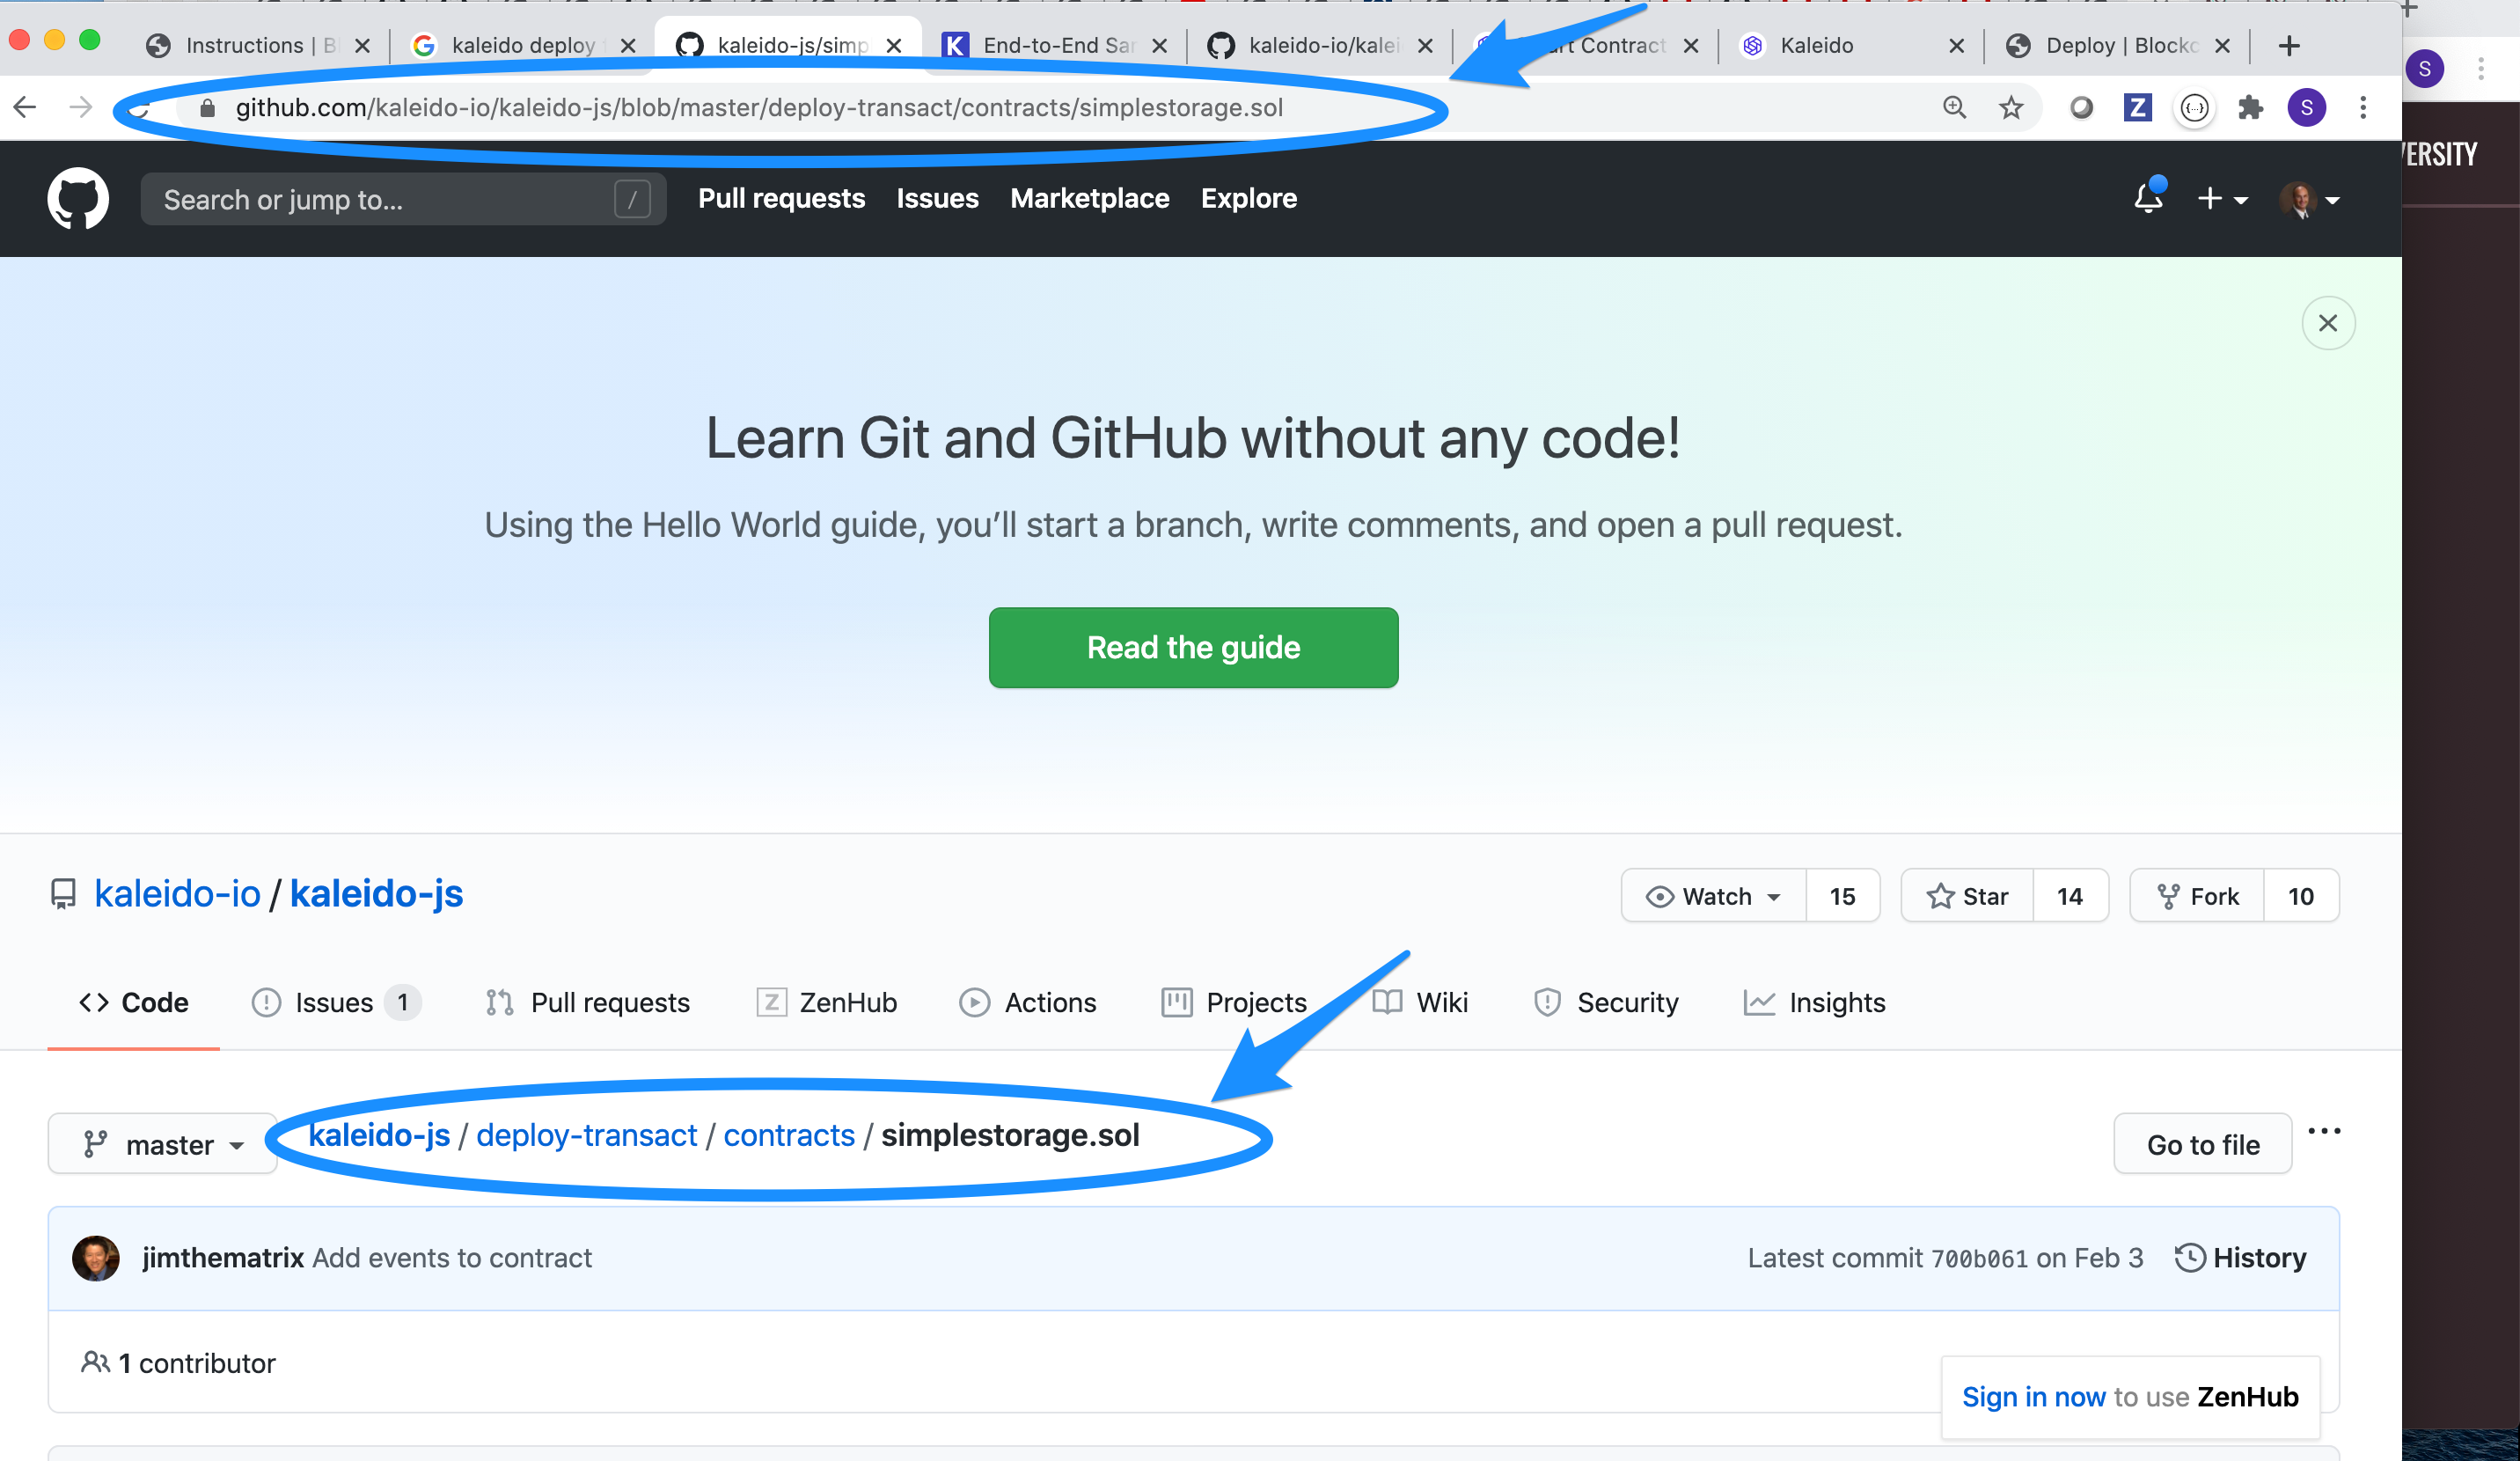 Instructions | B kaleido deploy kaleido-js/simp K End-to-End Sar kaleido-io/kalei rt Contract Kaleido Deploy | Blockc
github.com/kaleido-io/kaleido-js/blob/master/deploy-transact/contracts/simplestorage.sol Z {...} S
S
VERSITY
Search or jump to... / Pull requests Issues Marketplace Explore
Learn Git and GitHub without any code!
Using the Hello World guide, you’ll start a branch, write comments, and open a pull request.
Read the guide
kaleido-io / kaleido-js Watch 15 Star 14 Fork 10
Code Issues 1 Pull requests Z ZenHub Actions Projects Wiki Security Insights
master kaleido-js / deploy-transact / contracts / simplestorage.sol Go to file ...
jimthematrix Add events to contract Latest commit 700b061 on Feb 3 History
1 contributor
Sign in now to use ZenHub